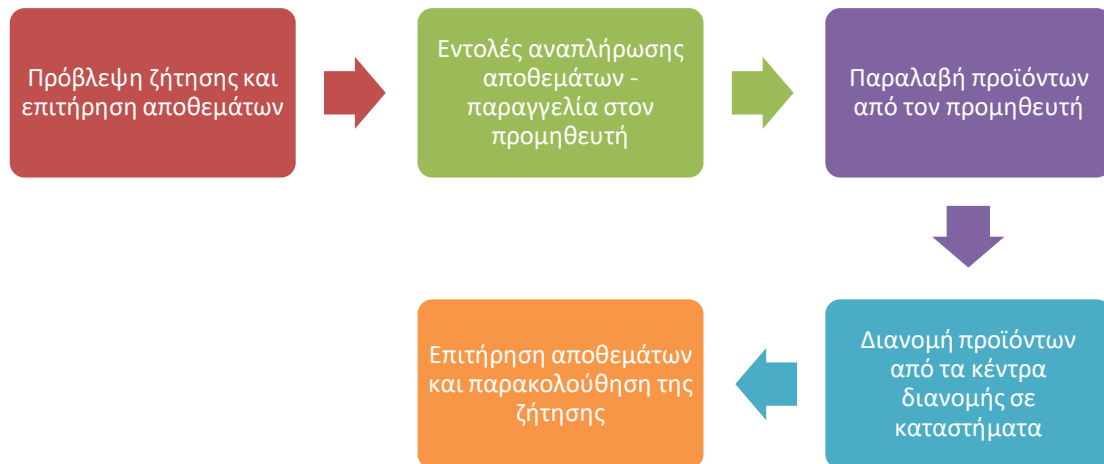 Πρόβλεψη ζήτησης και
επιτήρηση αποθεμάτων
Εντολές αναπλήρωσης
αποθεμάτων -
παραγγελία στον
προμηθευτή
Παραλαβή προϊόντων
από τον προμηθευτή
Διανομή προϊόντων
από τα κέντρα
διανομής σε
καταστήματα
Επιτήρηση αποθεμάτων
και παρακολούθηση της
ζήτησης